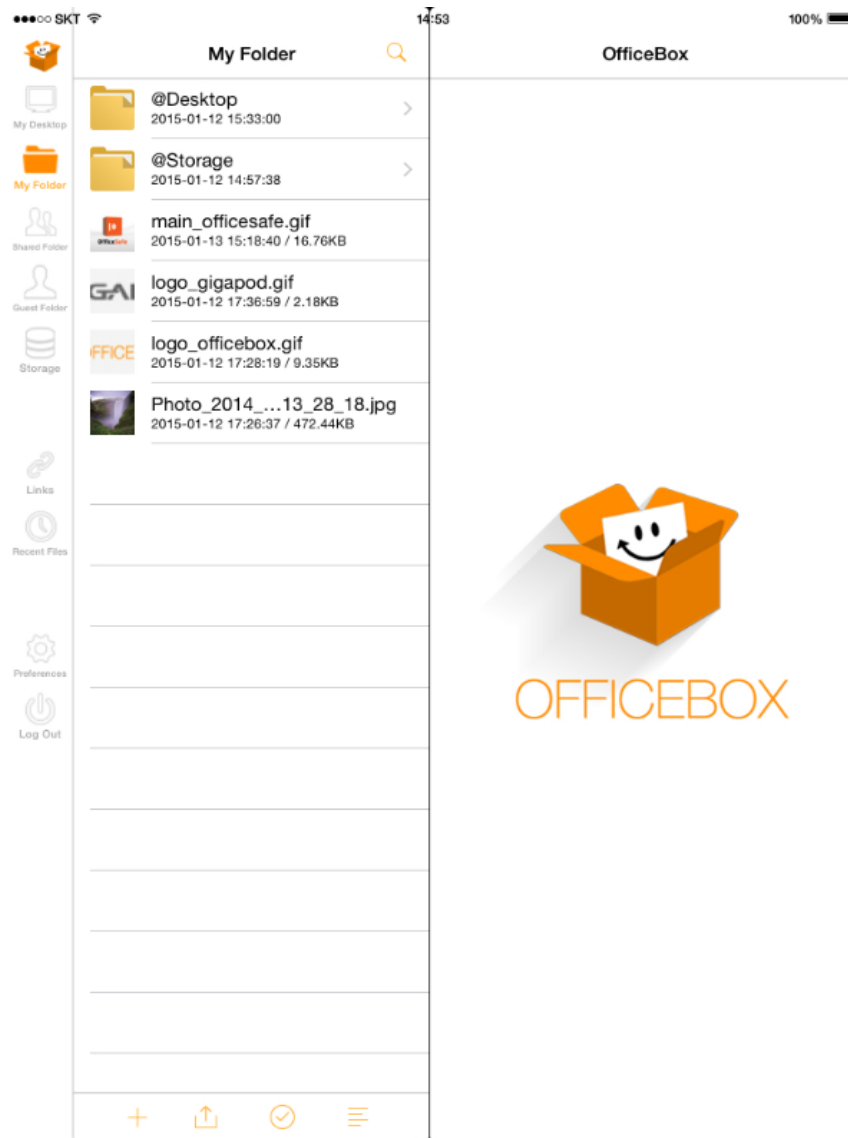 SKT
14:53
100%
My Desktop
My Folder
Shared Folder
Guest Folder
Storage
Links
Recent Files
Preferences
Log Out
My Folder
@Desktop
2015-01-12 15:33:00
@Storage
2015-01-12 14:57:38
OfficeSafe
main_officesafe.gif
2015-01-13 15:18:40 / 16.76KB
GAI
logo_gigapod.gif
2015-01-12 17:36:59 / 2.18KB
OFFICE
logo_officebox.gif
2015-01-12 17:28:19 / 9.35KB
Photo_2014_...13_28_18.jpg
2015-01-12 17:26:37 / 472.44KB
OfficeBox
OFFICEBOX